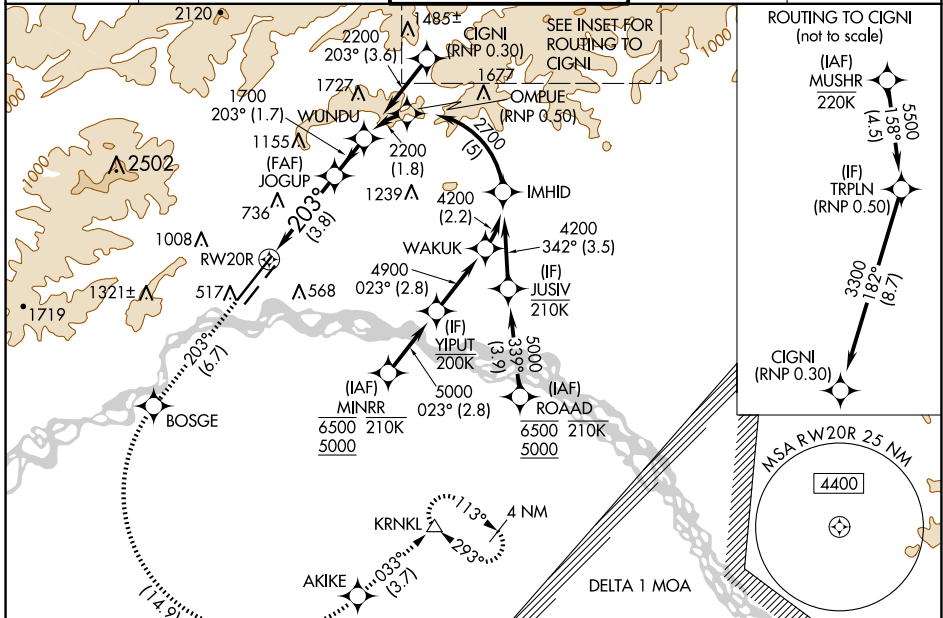 2120
1485±
2200
203° (3.6)
CIGNI
(RNP 0.30)
SEE INSET FOR
ROUTING TO
CIGNI
1000
1727
1677
1700
203° (1.7)
WUNDU
OMPUE
(RNP 0.50)
2700
(5)
1155
2200
(1.8)
(FAF)
JOGUP
1000
2502
1239
IMHID
736
203°
(3.8)
4200
(2.2)
4200
342° (3.5)
1008
RW20R
WAKUK
4900
023° (2.8)
(IF)
JUSIV
210K
1321±
517
568
1719
(IF)
YIPUT
200K
5000
339°
(3.9)
203°
(6.7)
5000
023° (2.8)
(IAF)
MINRR
6500 210K
5000
(IAF)
ROAAD
6500 210K
5000
BOSGE
113°
4 NM
KRNKL
293°
033°
(3.7)
AKIKE
(14.9)
DELTA 1 MOA
ROUTING TO CIGNI
(not to scale)
(IAF)
MUSHR
220K
5500
158°
(4.5)
(IF)
TRPLN
(RNP 0.50)
3300
182°
(8.7)
CIGNI
(RNP 0.30)
MSA RW20R 25 NM
4400